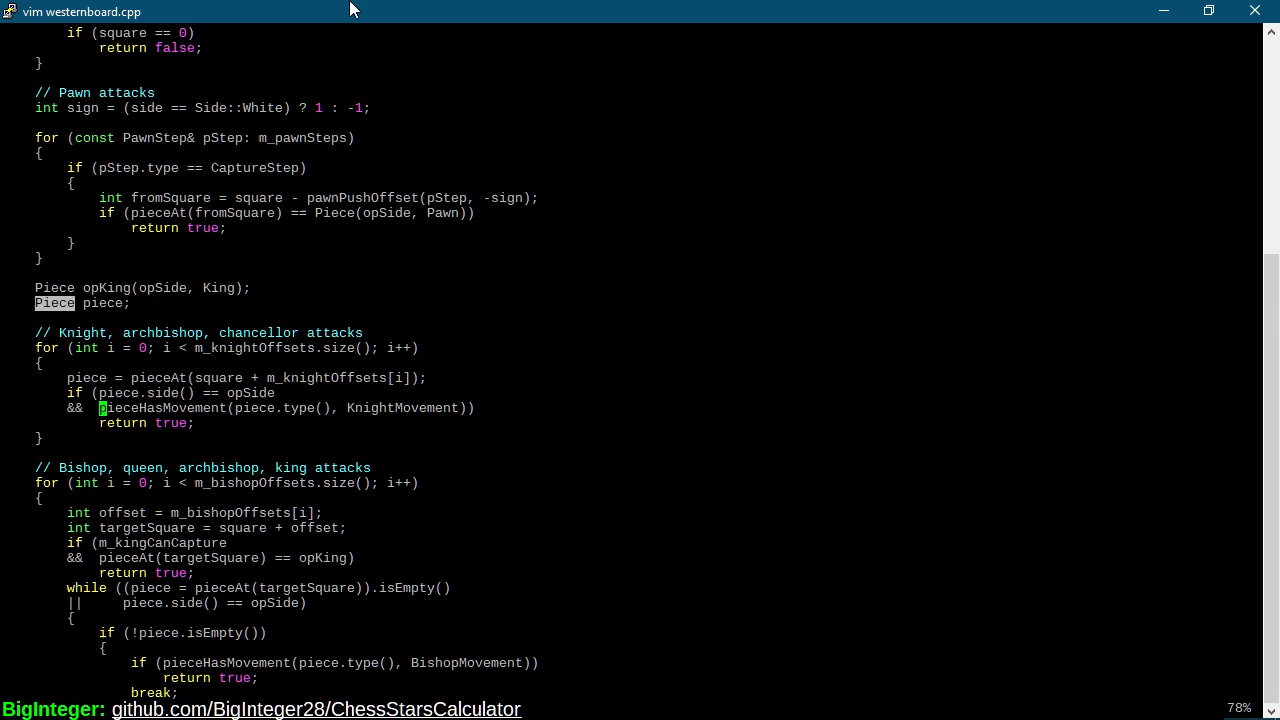 vim westernboard.cpp
if (square == 0)
return false;
}
// Pawn attacks
int sign = (side == Side::White) ? 1 : -1;
for (const PawnStep& pStep: m_pawnSteps)
{
if (pStep.type == CaptureStep)
{
int fromSquare = square - pawnPushOffset(pStep, -sign);
if (pieceAt(fromSquare) == Piece(opSide, Pawn))
return true;
}
}
Piece opKing(opSide, King);
Piece piece;
// Knight, archbishop, chancellor attacks
for (int i = 0; i < m_knightOffsets.size(); i++)
{
piece = pieceAt(square + m_knightOffsets[i]);
if (piece.side() == opSide
&&  pieceHasMovement(piece.type(), KnightMovement))
return true;
}
// Bishop, queen, archbishop, king attacks
for (int i = 0; i < m_bishopOffsets.size(); i++)
{
int offset = m_bishopOffsets[i];
int targetSquare = square + offset;
if (m_kingCanCapture
&&  pieceAt(targetSquare) == opKing)
return true;
while ((piece = pieceAt(targetSquare)).isEmpty()
||     piece.side() == opSide)
{
if (!piece.isEmpty())
{
if (pieceHasMovement(piece.type(), BishopMovement))
return true;
break;
BigInteger: github.com/BigInteger28/ChessStarsCalculator
78%